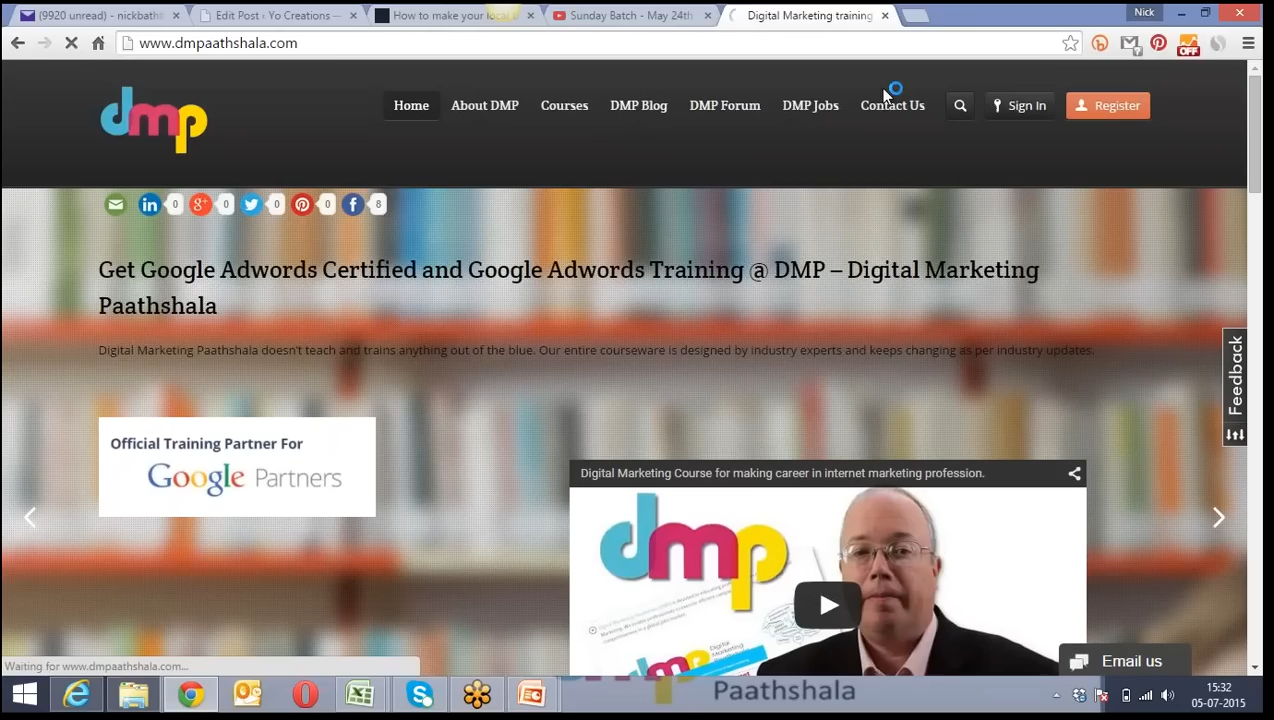 (9920 unread) - nickbath
Edit Post ‹ Yo Creations —
How to make your local
Sunday Batch - May 24th
Digital Marketing training
Nick
www.dmpaathshala.com
OFF
dmp
Home
About DMP
Courses
DMP Blog
DMP Forum
DMP Jobs
Contact Us
Sign In
Register
in 0
g+ 0
0
0
f 8
Get Google Adwords Certified and Google Adwords Training @ DMP – Digital Marketing
Paathshala
Digital Marketing Paathshala doesn't teach and trains anything out of the blue. Our entire courseware is designed by industry experts and keeps changing as per industry updates.
Feedback
Official Training Partner For
Google Partners
Digital Marketing Course for making career in internet marketing profession.
dmp
Digital
Marketing
Email us
Waiting for www.dmpaathshala.com...
Paathshala
15:32
05-07-2015